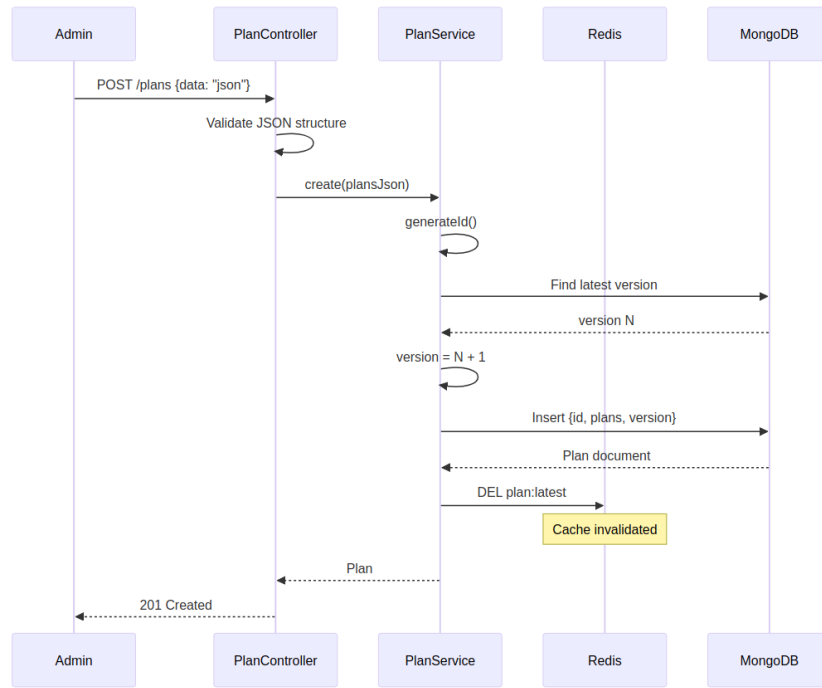 Admin
PlanController
PlanService
Redis
MongoDB
POST /plans {data: "json"}
Validate JSON structure
create(plansJson)
generateId()
Find latest version
version N
version = N + 1
Insert {id, plans, version}
Plan document
DEL plan:latest
Cache invalidated
Plan
201 Created
Admin
PlanController
PlanService
Redis
MongoDB